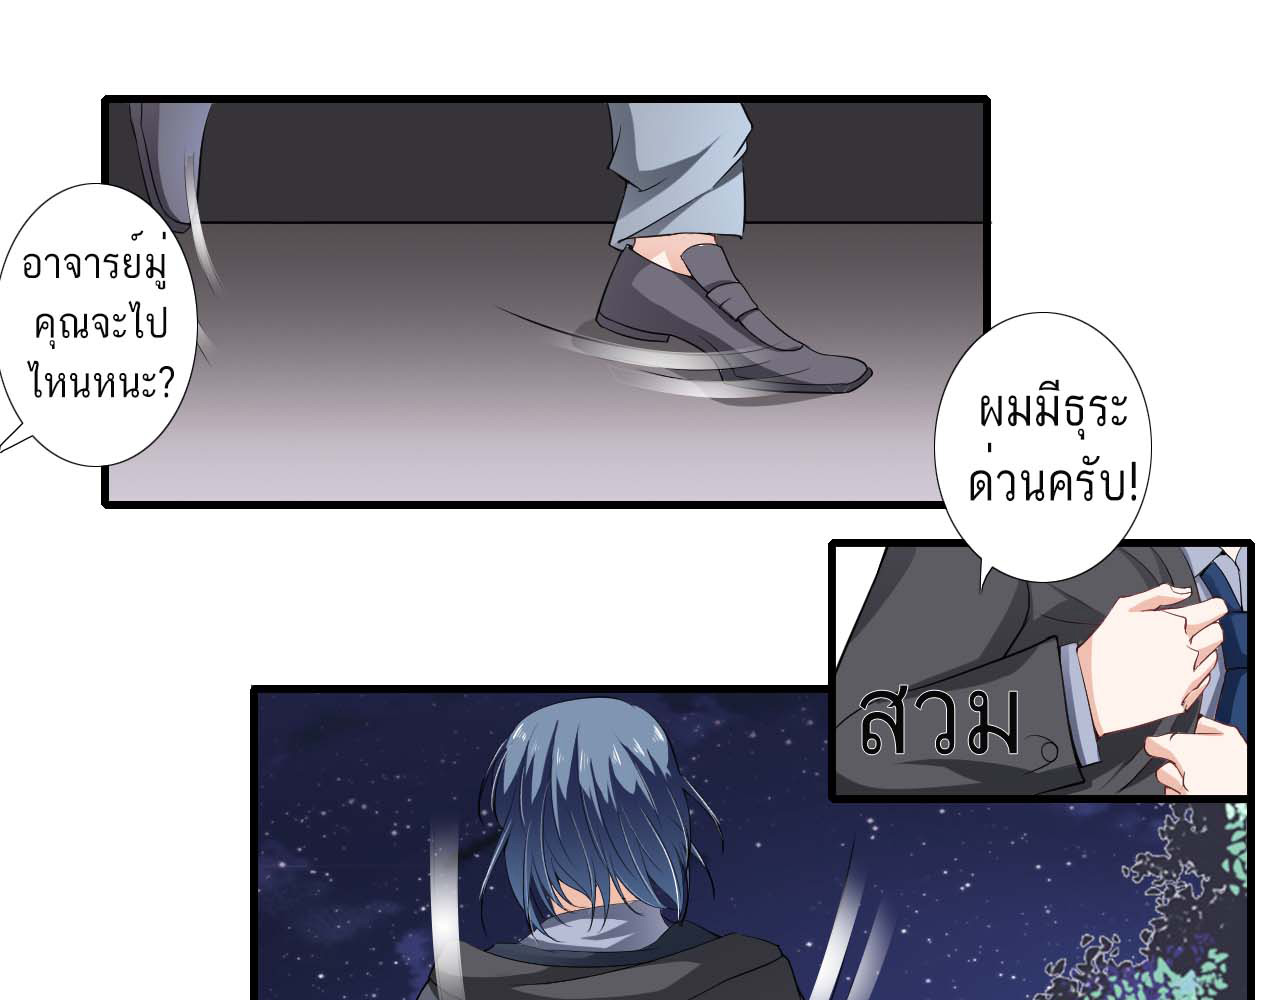 อาจารย์มู่
คุณจะไป
ไหนหนะ?
ผมมีธุระ
ด่วนครับ!
สวม